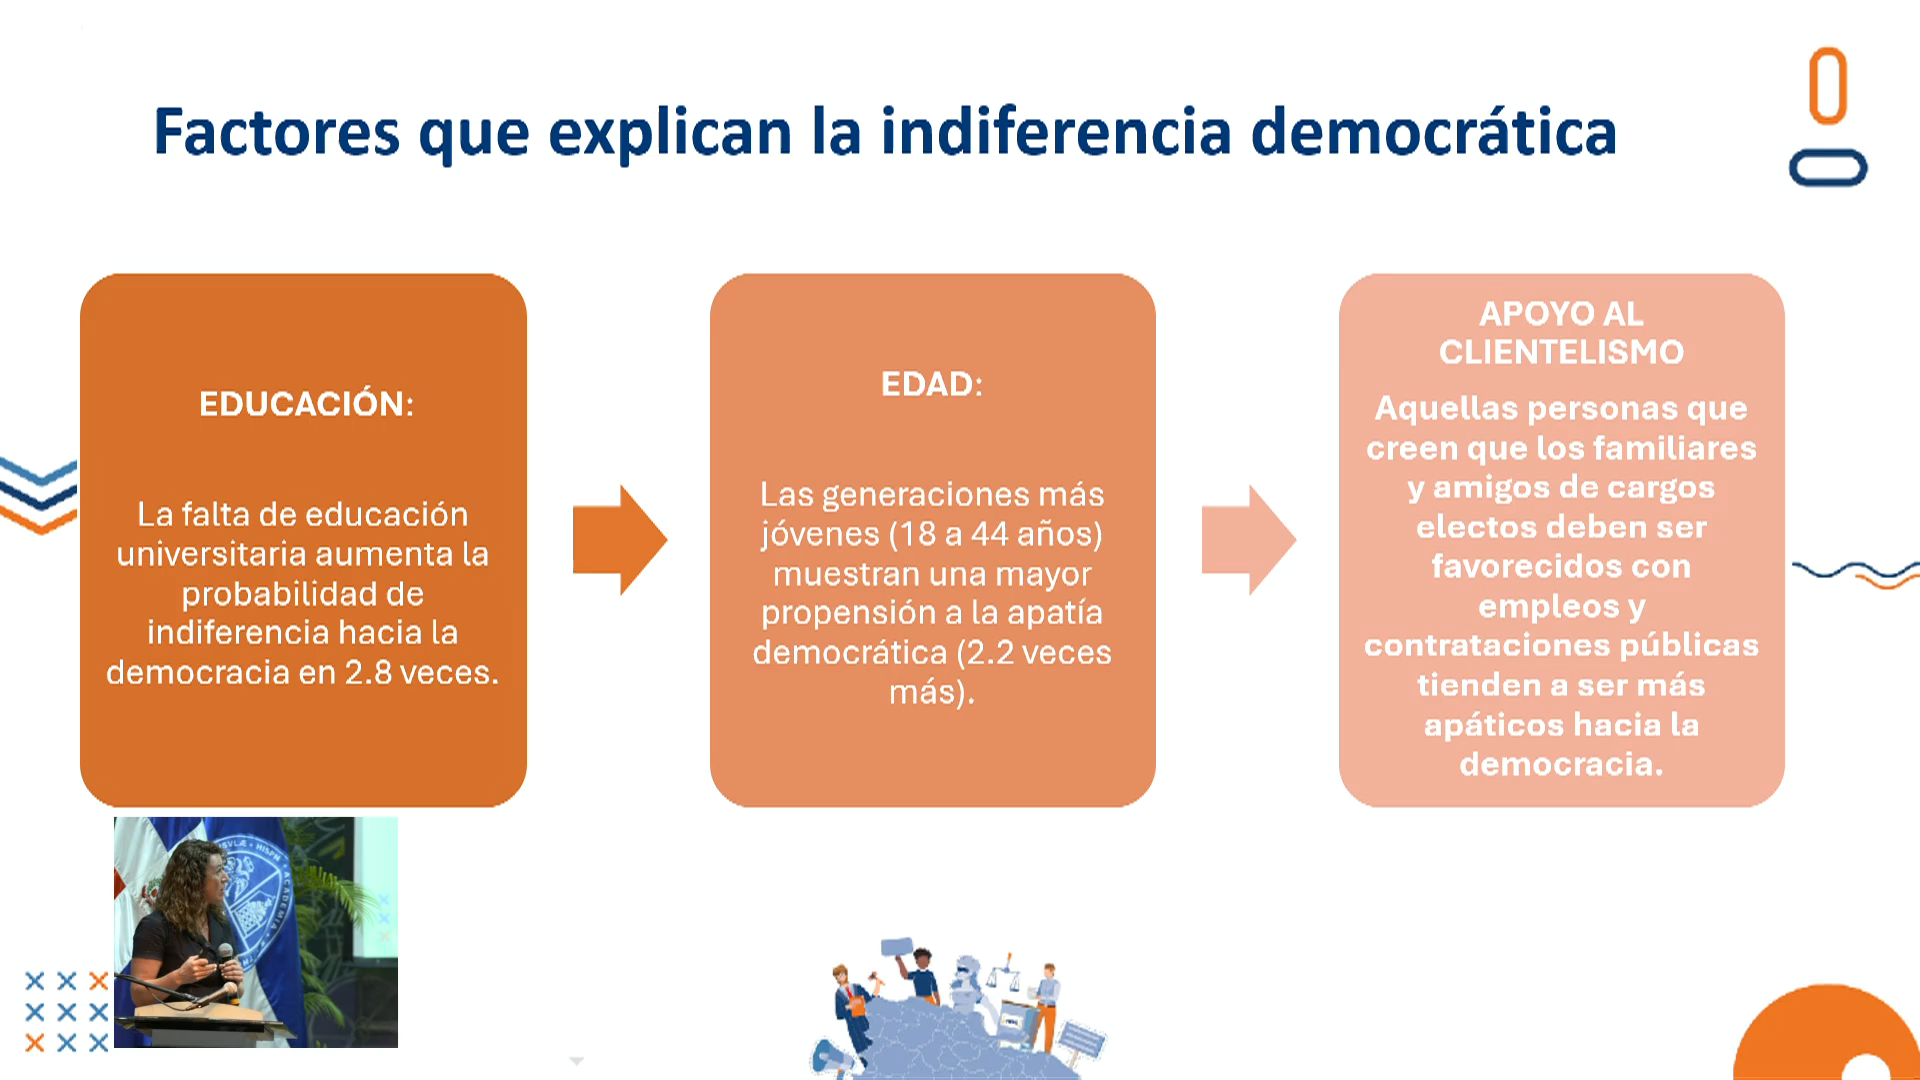 Factores que explican la indiferencia democrática
EDUCACIÓN:
La falta de educación
universitaria aumenta la
probabilidad de
indiferencia hacia la
democracia en 2.8 veces.
EDAD:
Las generaciones más
jóvenes (18 a 44 años)
muestran una mayor
propensión a la apatía
democrática (2.2 veces
más).
APOYO AL
CLIENTELISMO
Aquellas personas que
creen que los familiares
y amigos de cargos
electos deben ser
favorecidos con
empleos y
contrataciones públicas
tienden a ser más
apáticos hacia la
democracia.
HISPN
ACADEMIA